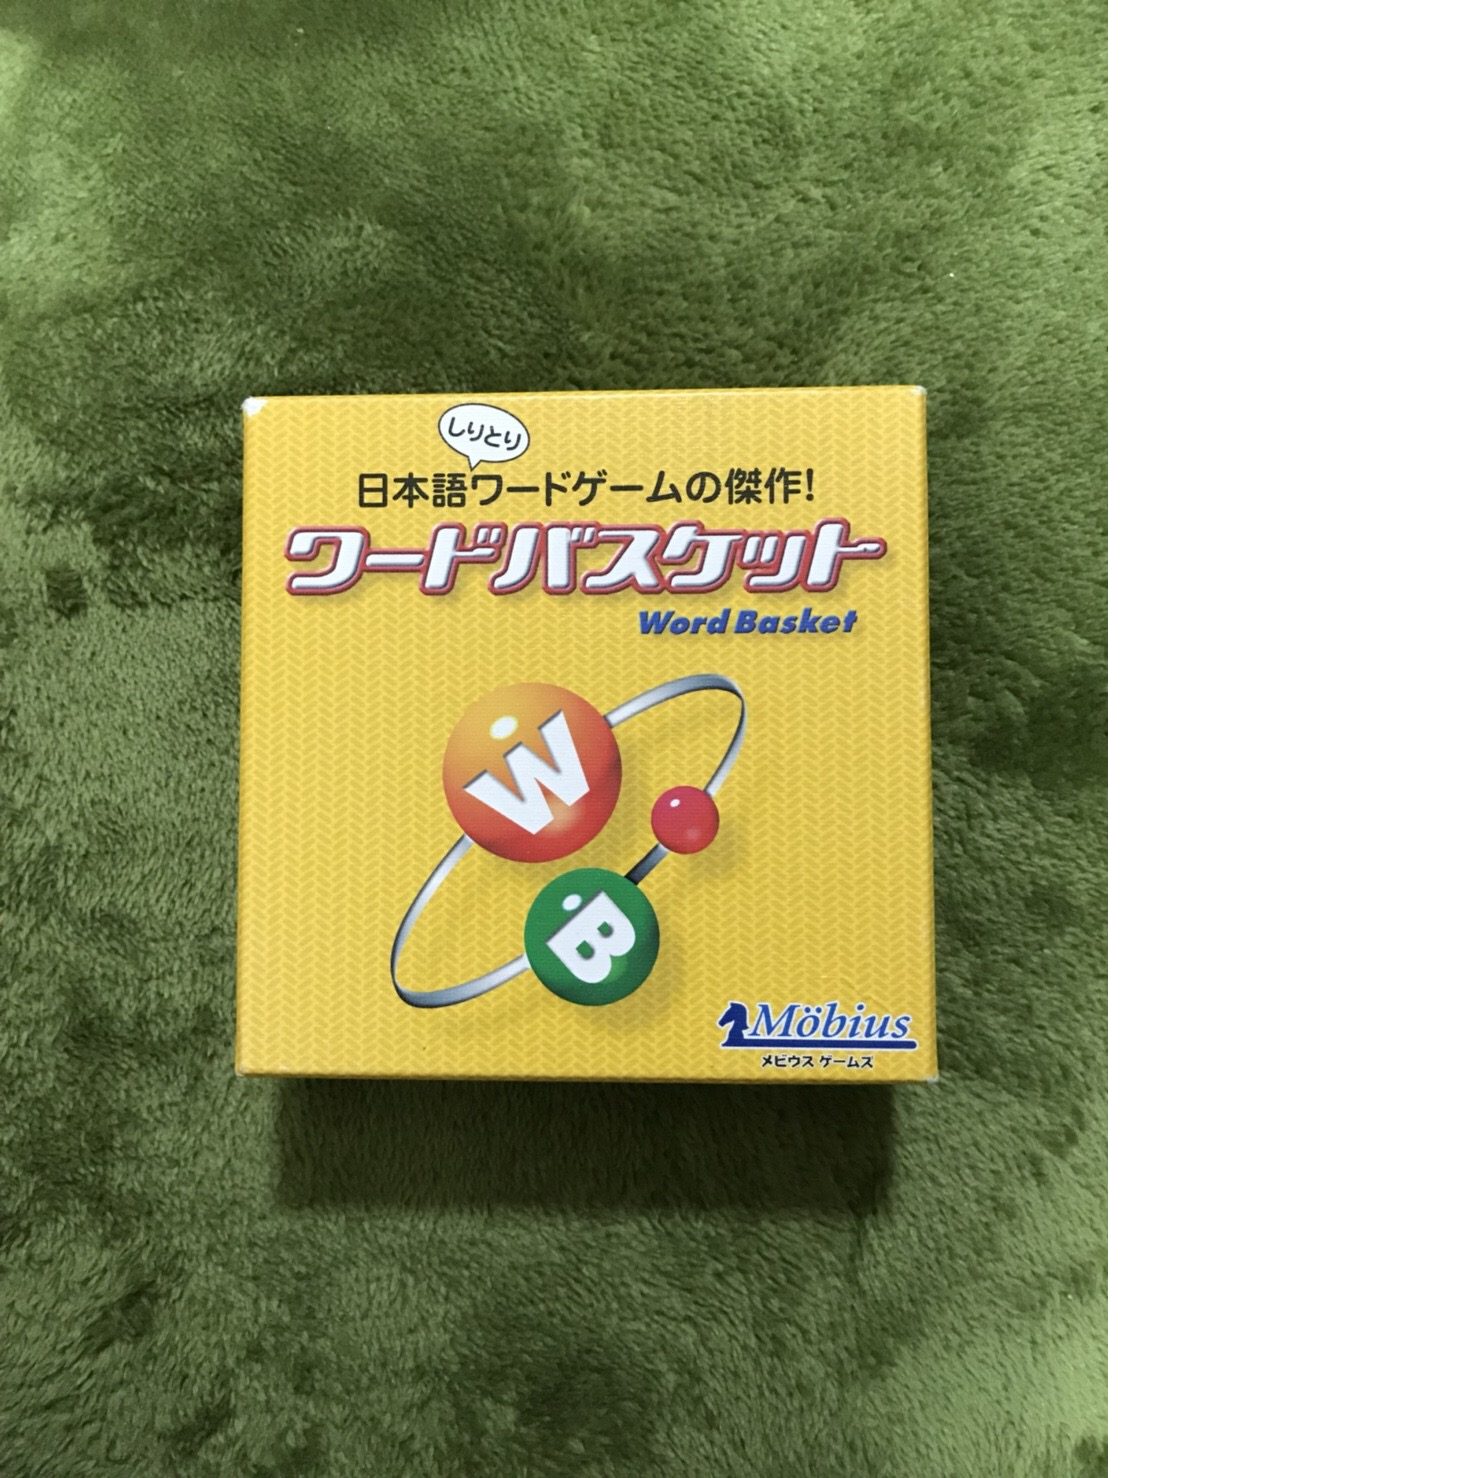 しりとり
日本語ワードゲームの傑作!
ワードバスケット
Word Basket
W
B
Möbius
メビウス ゲームズ